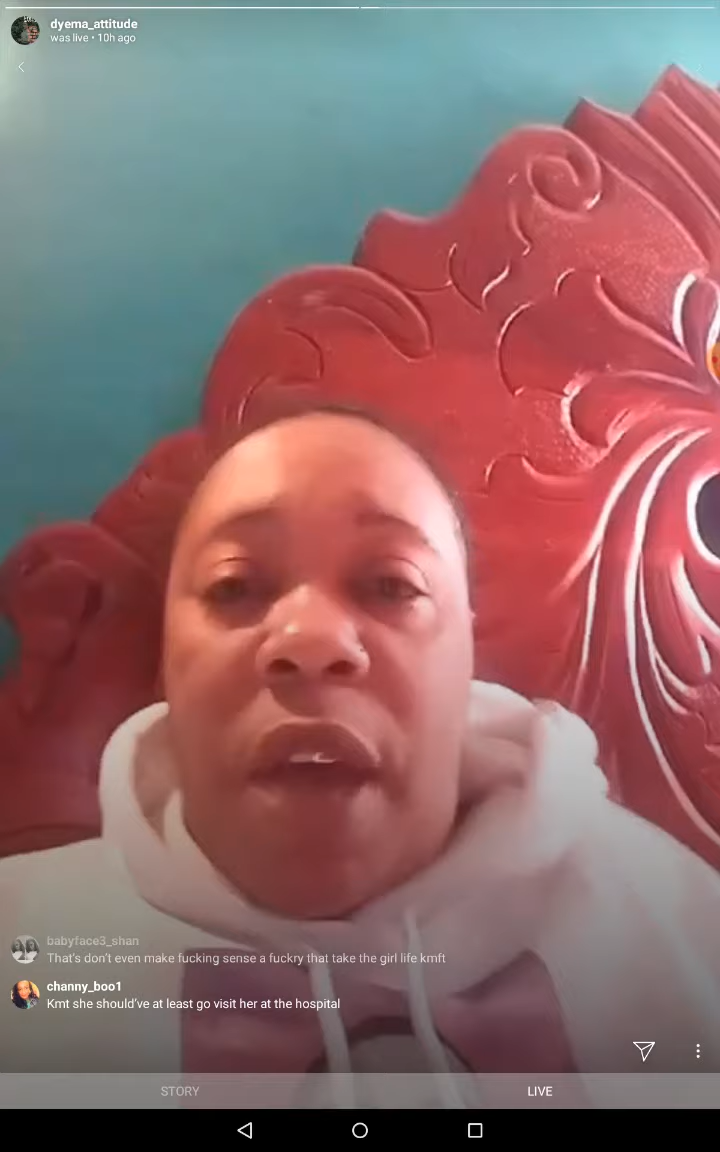 dyema_attitude
was live • 10h ago
babyface3_shan
That's don't even make fucking sense a fuckry that take the girl life kmft
channy_boo1
Kmt she should've at least go visit her at the hospital
STORY
LIVE